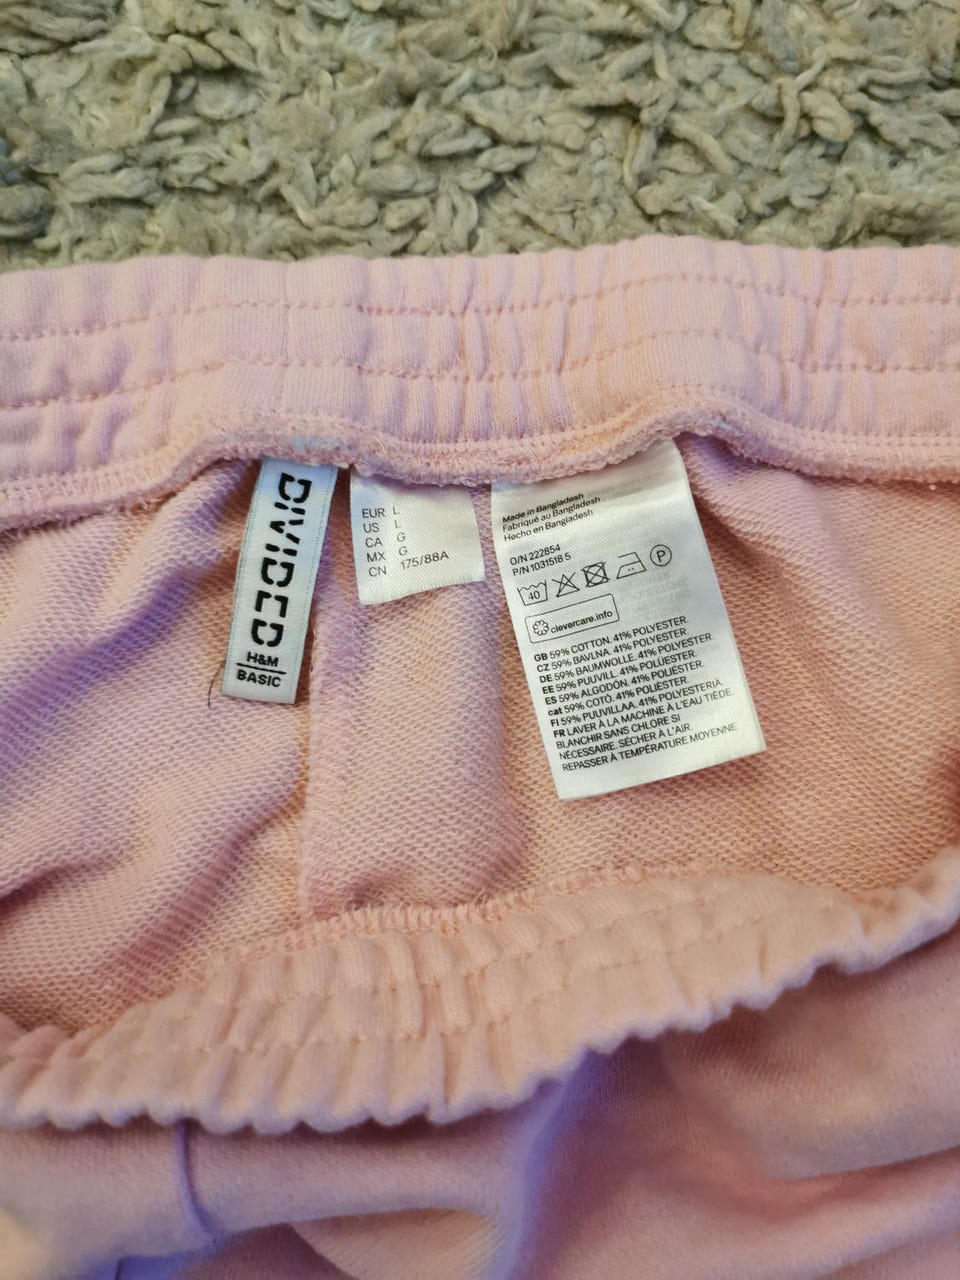 DIVIDED
H&M
BASIC
EUR L
US L
CA G
MX G
CN 175/88A
Made in Bangladesh
Fabriqué au Bangladesh
Hecho en Bangladesh
O/N 222854
P/N 1031518 5
40
P
clevercare.info
GB 59% COTTON. 41% POLYESTER.
CZ 59% BAVLNA. 41% POLYESTER.
DE 59% BAUMWOLLE. 41% POLYESTER.
EE 59% PUUVILL. 41% POLÜESTER.
ES 59% ALGODÓN. 41% POLIÉSTER.
cat 59% COTÓ. 41% POLIÈSTER.
FI 59% PUUVILLAA. 41% POLYESTERIÄ.
FR LAVER À LA MACHINE À L'EAU TIÈDE.
BLANCHIR SANS CHLORE SI
NÉCESSAIRE. SÉCHER À L'AIR.
REPASSER À TEMPÉRATURE MOYENNE.